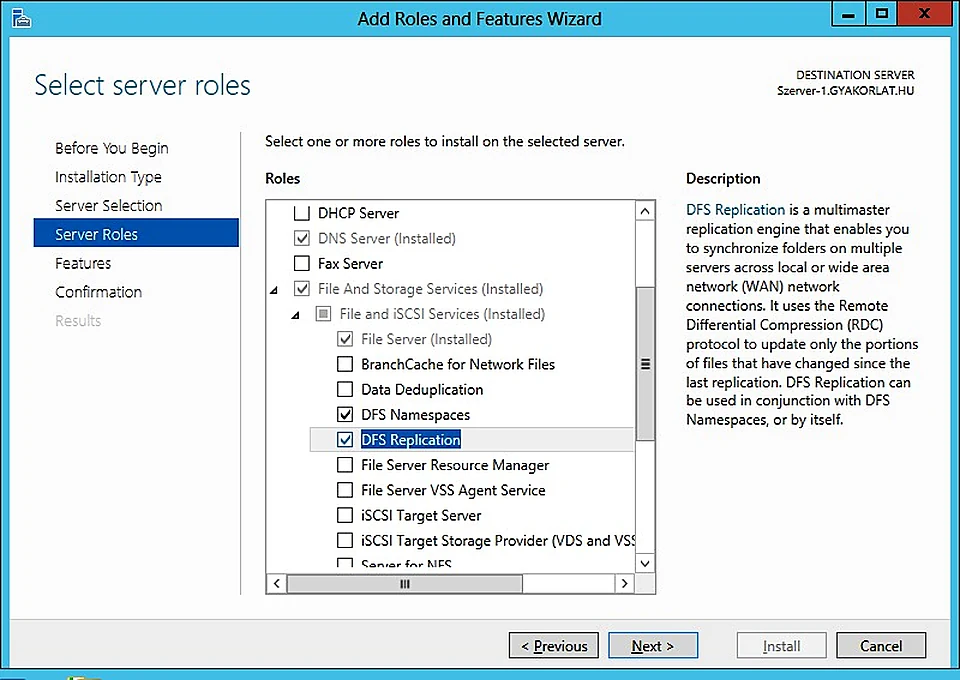 Add Roles and Features Wizard
Select server roles
DESTINATION SERVER
Szerver-1.GYAKORLAT.HU
Before You Begin
Installation Type
Server Selection
Server Roles
Features
Confirmation
Results
Select one or more roles to install on the selected server.
Roles
DHCP Server
DNS Server (Installed)
Fax Server
File And Storage Services (Installed)
File and iSCSI Services (Installed)
File Server (Installed)
BranchCache for Network Files
Data Deduplication
DFS Namespaces
DFS Replication
File Server Resource Manager
File Server VSS Agent Service
iSCSI Target Server
iSCSI Target Storage Provider (VDS and VSS
Server for NFS
Description
DFS Replication is a multimaster
replication engine that enables you
to synchronize folders on multiple
servers across local or wide area
network (WAN) network
connections. It uses the Remote
Differential Compression (RDC)
protocol to update only the portions
of files that have changed since the
last replication. DFS Replication can
be used in conjunction with DFS
Namespaces, or by itself.
< Previous
Next >
Install
Cancel